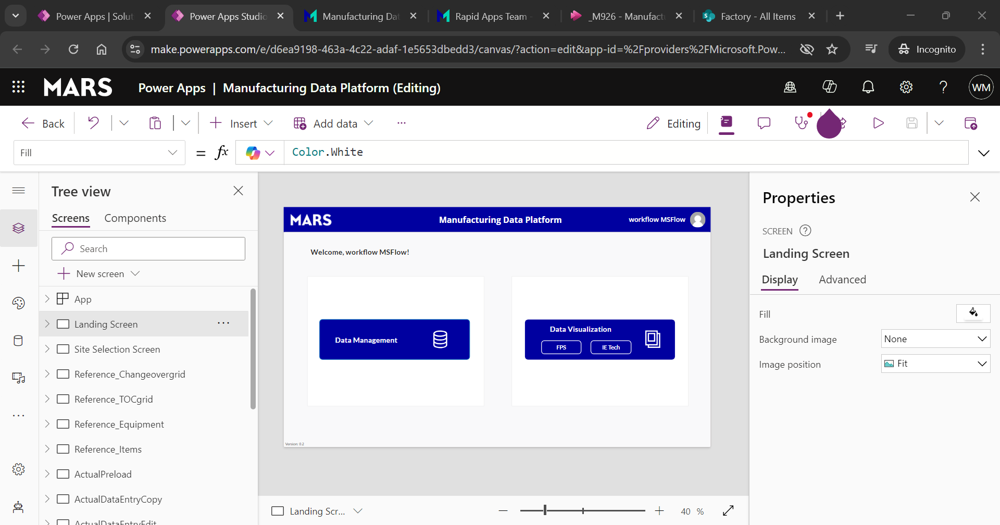 Power Apps | Solut
Power Apps Studio
Manufacturing Dat
Rapid Apps Team -
_M926 - Manufactu
Factory - All Items
make.powerapps.com/e/d6ea9198-463a-4c22-adaf-1e5653dbedd3/canvas/?action=edit&app-id=%2Fproviders%2FMicrosoft.Pow...
Incognito
MARS
Power Apps | Manufacturing Data Platform (Editing)
WM
Back
Insert
Add data
Editing
Fill
= fx
Color.White
Tree view
Screens
Components
Search
New screen
App
Landing Screen
Site Selection Screen
Reference_Changeovergrid
Reference_TOCgrid
Reference_Equipment
Reference_Items
ActualPreload
ActualDataEntryCopy
ActualDataEntryEdit
MARS
Manufacturing Data Platform
workflow MSFlow
Welcome, workflow MSFlow!
Data Management
Data Visualization
FPS
IE Tech
Version: 0.2
Landing Scr...
40 %
Properties
SCREEN
Landing Screen
Display
Advanced
Fill
Background image
None
Image position
Fit